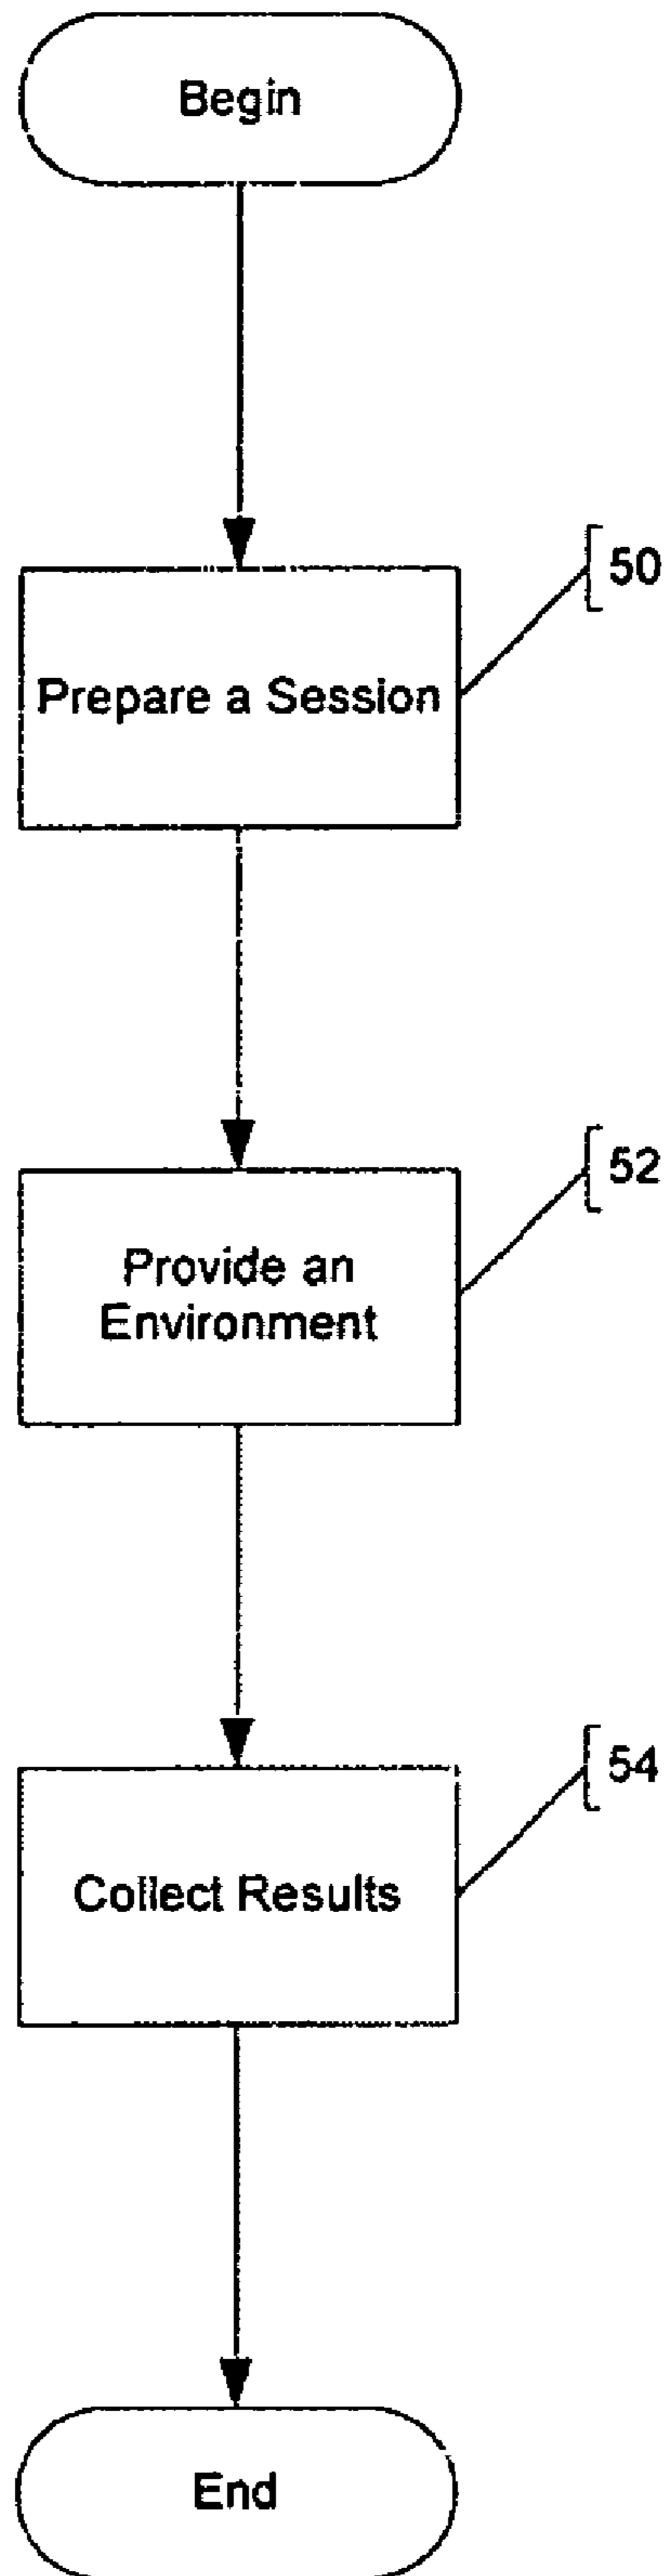 Begin
50
Prepare a Session
52
Provide an
Environment
54
Collect Results
End